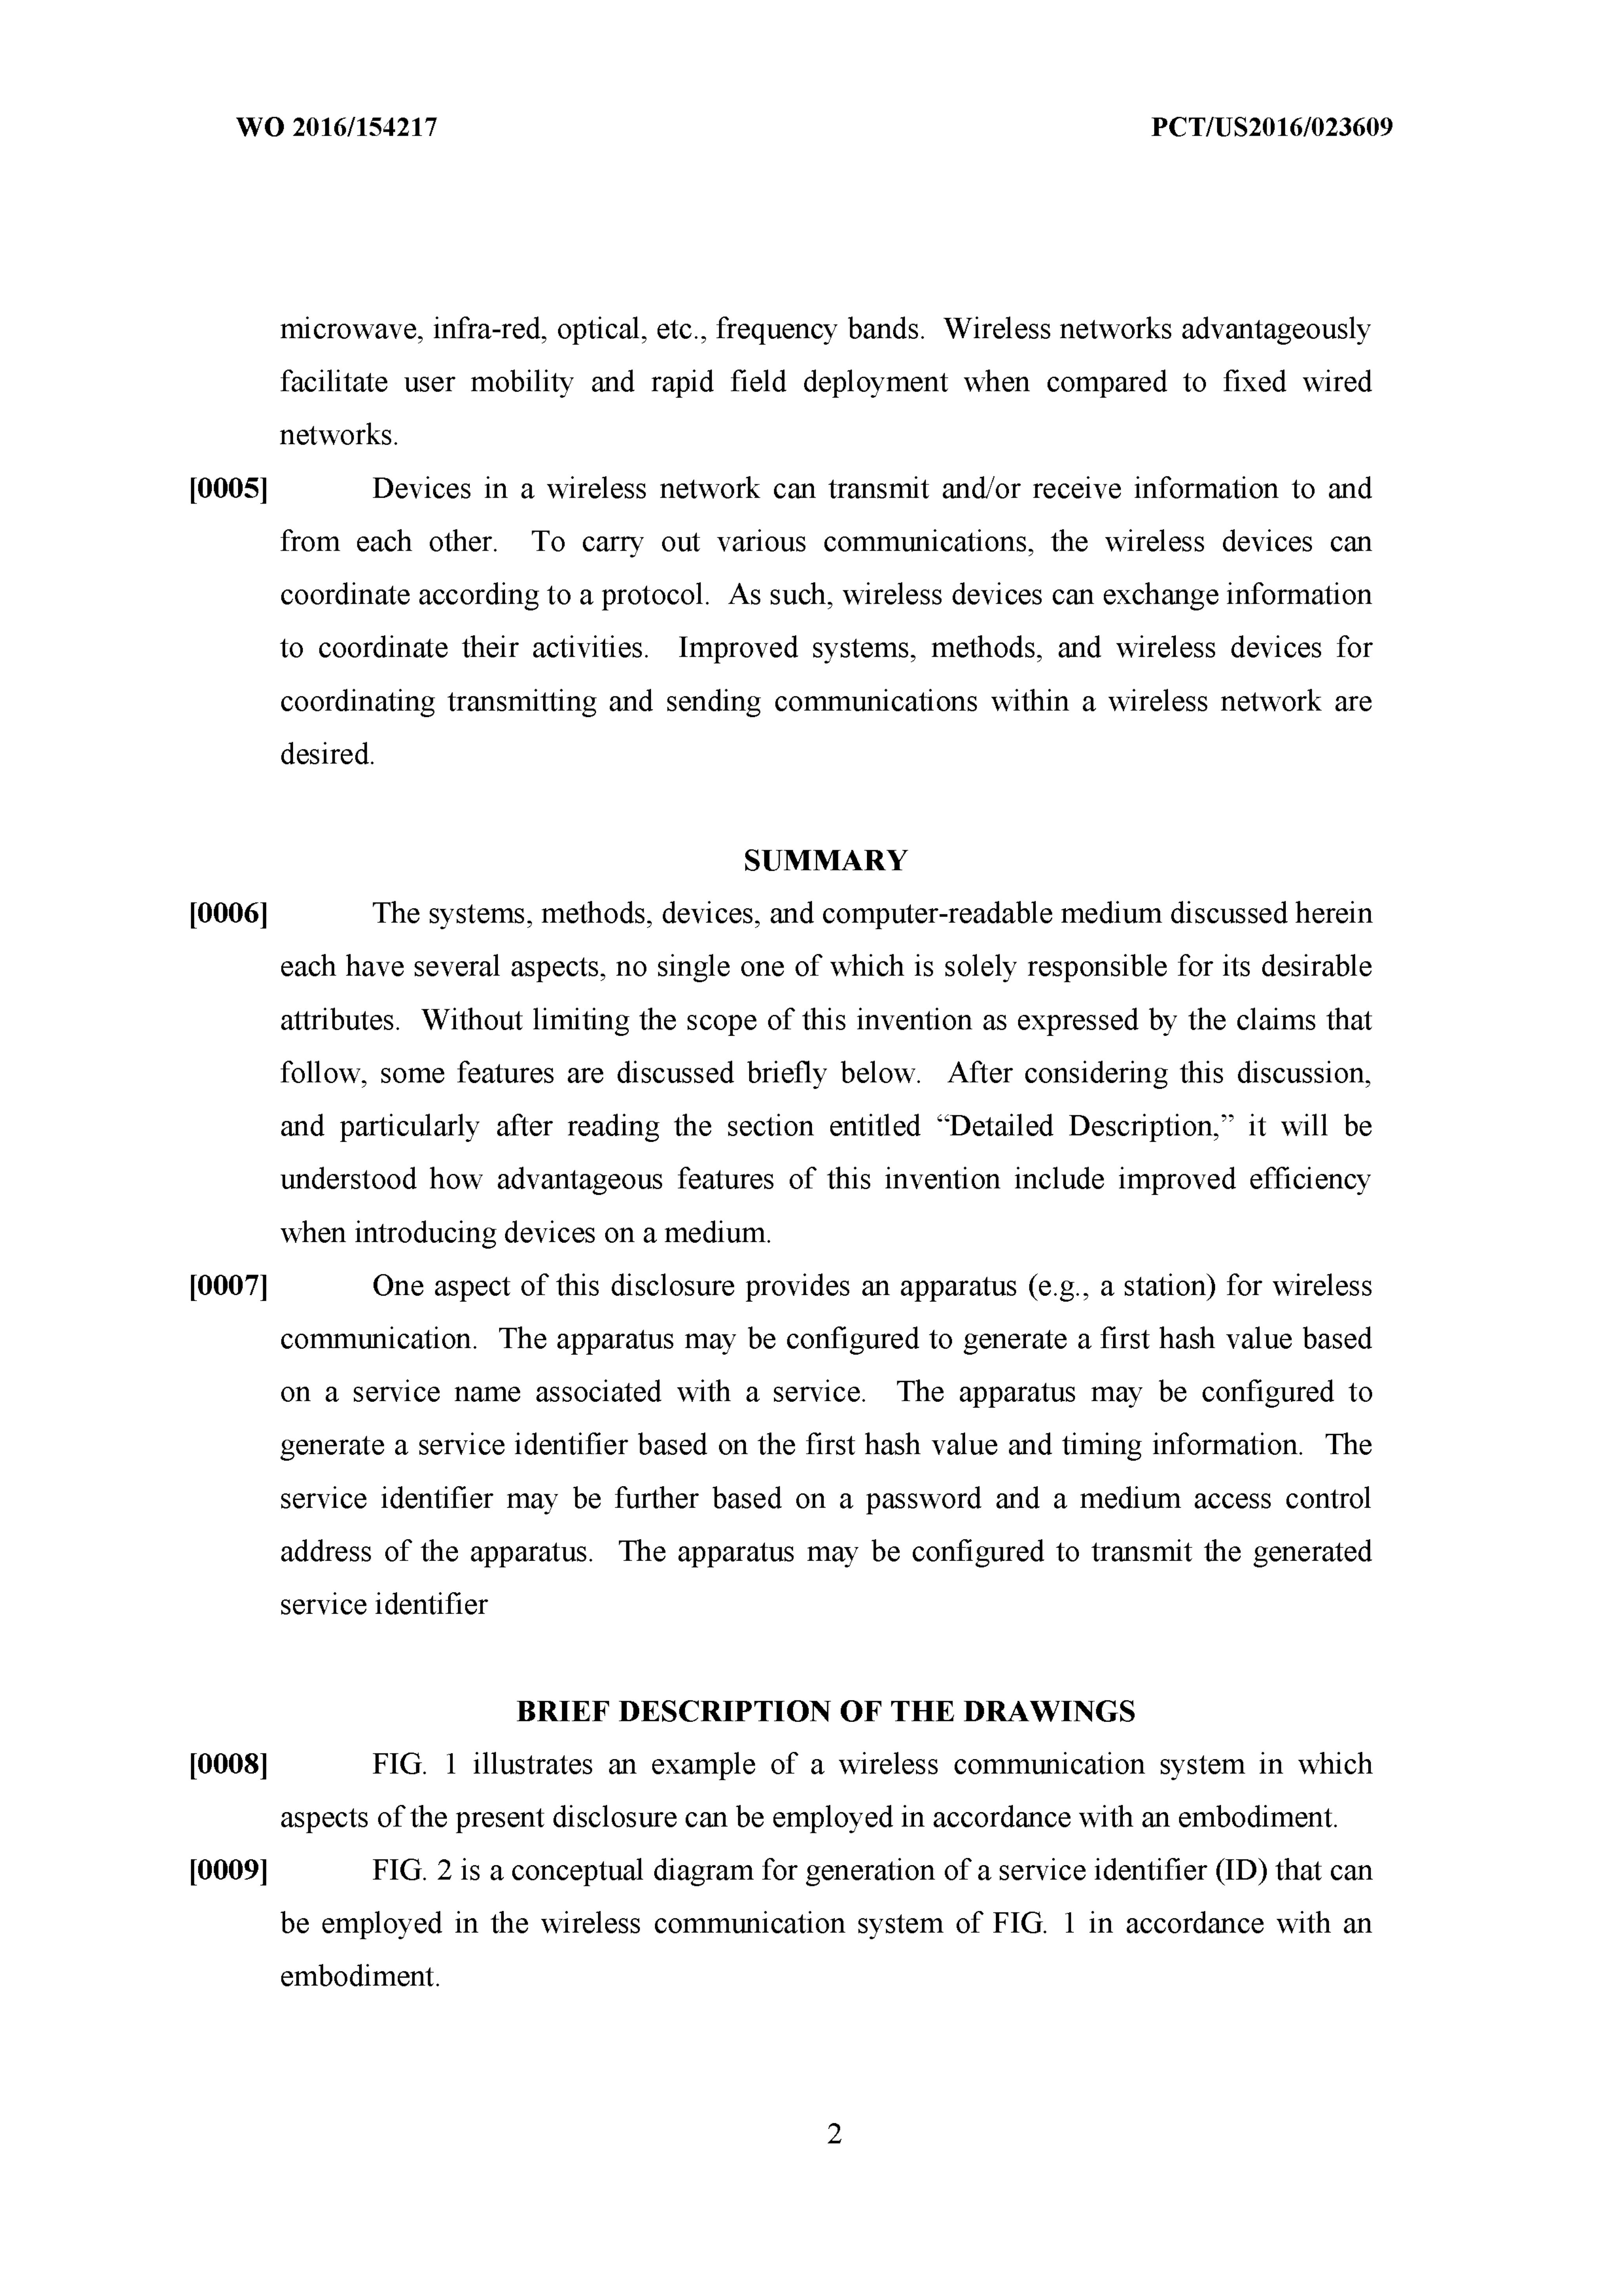 WO 2016/154217 PCT/US2016/023609
microwave, infra-red, optical, etc., frequency bands. Wireless networks advantageously
facilitate user mobility and rapid field deployment when compared to fixed wired
networks.
[0005] Devices in a wireless network can transmit and/or receive information to and
from each other. To carry out various communications, the wireless devices can
coordinate according to a protocol. As such, wireless devices can exchange information
to coordinate their activities. Improved systems, methods, and wireless devices for
coordinating transmitting and sending communications within a wireless network are
desired.
SUMMARY
[0006] The systems, methods, devices, and computer-readable medium discussed herein
each have several aspects, no single one of which is solely responsible for its desirable
attributes. Without limiting the scope of this invention as expressed by the claims that
follow, some features are discussed briefly below. After considering this discussion,
and particularly after reading the section entitled “Detailed Description,” it will be
understood how advantageous features of this invention include improved efficiency
when introducing devices on a medium.
[0007] One aspect of this disclosure provides an apparatus (e.g., a station) for wireless
communication. The apparatus may be configured to generate a first hash value based
on a service name associated with a service. The apparatus may be configured to
generate a service identifier based on the first hash value and timing information. The
service identifier may be further based on a password and a medium access control
address of the apparatus. The apparatus may be configured to transmit the generated
service identifier
BRIEF DESCRIPTION OF THE DRAWINGS
[0008] FIG. 1 illustrates an example of a wireless communication system in which
aspects of the present disclosure can be employed in accordance with an embodiment.
[0009] FIG. 2 is a conceptual diagram for generation of a service identifier (ID) that can
be employed in the wireless communication system of FIG. 1 in accordance with an
embodiment.
2